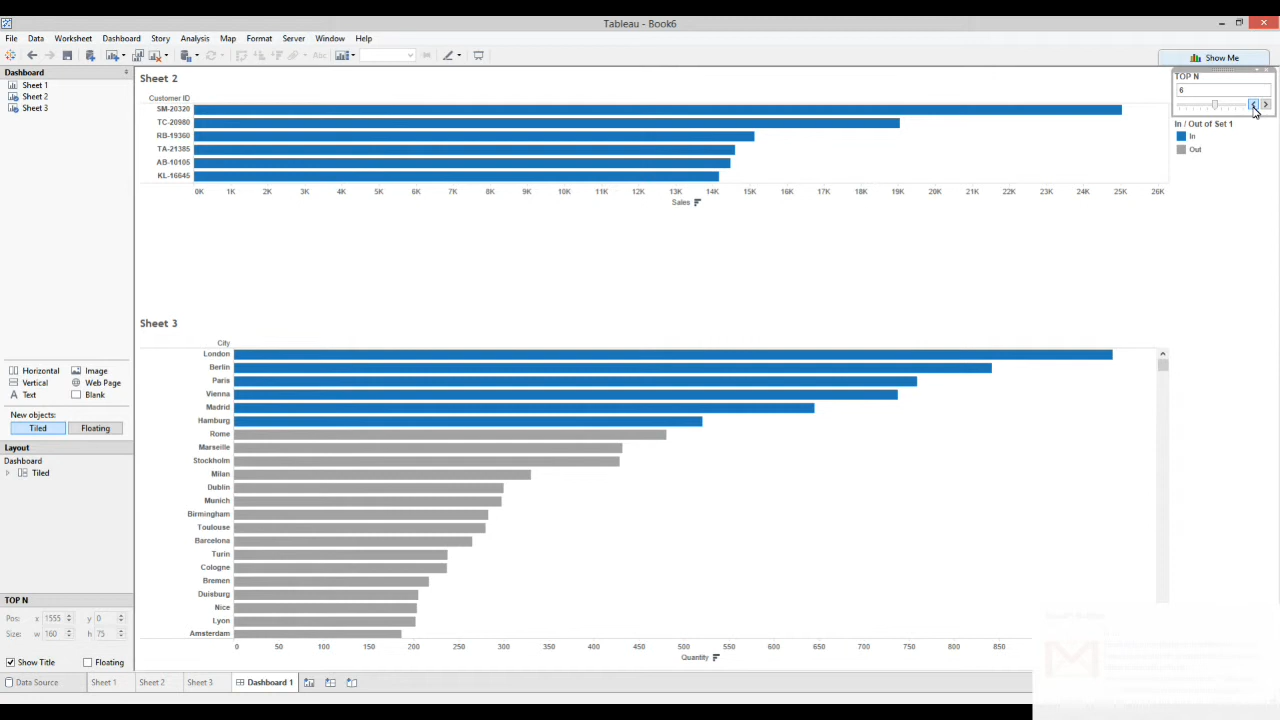 Tableau - Book6
File Data Worksheet Dashboard Story Analysis Map Format Server Window Help
Abc
Show Me
Dashboard
Sheet 1
Sheet 2
Sheet 3
Horizontal Image
Vertical Web Page
Text Blank
New objects:
Tiled Floating
Layout
Dashboard
Tiled
TOP N
Pos: x 1555 y 0
Size: w 160 h 75
Show Title Floating
Sheet 2
Customer ID
SM-20320
TC-20980
RB-19360
TA-21385
AB-10105
KL-16645
0K 1K 2K 3K 4K 5K 6K 7K 8K 9K 10K 11K 12K 13K 14K 15K 16K 17K 18K 19K 20K 21K 22K 23K 24K 25K 26K
Sales
Sheet 3
City
London
Berlin
Paris
Vienna
Madrid
Hamburg
Rome
Marseille
Stockholm
Milan
Dublin
Munich
Birmingham
Toulouse
Barcelona
Turin
Cologne
Bremen
Duisburg
Nice
Lyon
Amsterdam
0 50 100 150 200 250 300 350 400 450 500 550 600 650 700 750 800 850
Quantity
TOP N
6
In / Out of Set 1
In
Out
Data Source Sheet 1 Sheet 2 Sheet 3 Dashboard 1